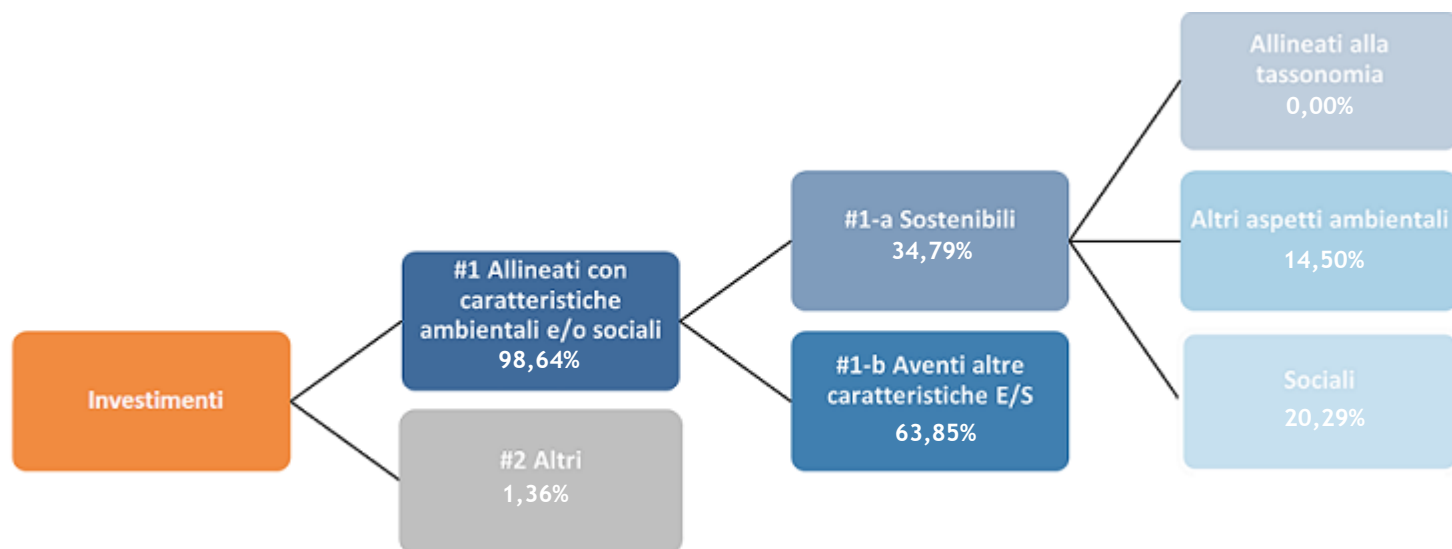 Investimenti
#1 Allineati con
caratteristiche
ambientali e/o sociali
98,64%
#2 Altri
1,36%
#1-a Sostenibili
34,79%
#1-b Aventi altre
caratteristiche E/S
63,85%
Allineati alla
tassonomia
0,00%
Altri aspetti ambientali
14,50%
Sociali
20,29%